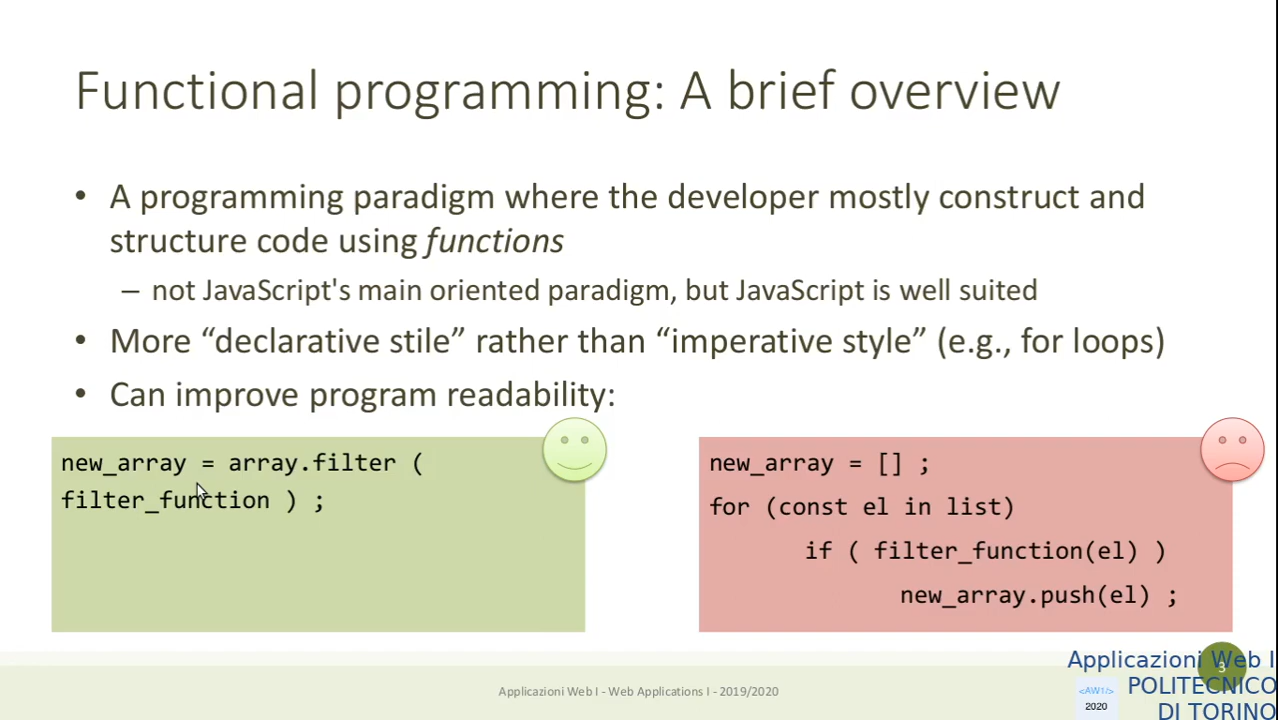 Functional programming: A brief overview
• A programming paradigm where the developer mostly construct and
structure code using functions
– not JavaScript's main oriented paradigm, but JavaScript is well suited
• More “declarative stile” rather than “imperative style” (e.g., for loops)
• Can improve program readability:
new_array = array.filter (
filter_function ) ;
new_array = [] ;
for (const el in list)
if ( filter_function(el) )
new_array.push(el) ;
Applicazioni Web I - Web Applications I - 2019/2020
3
Applicazioni Web I
POLITECNICO
DI TORINO
<AW1/>
2020